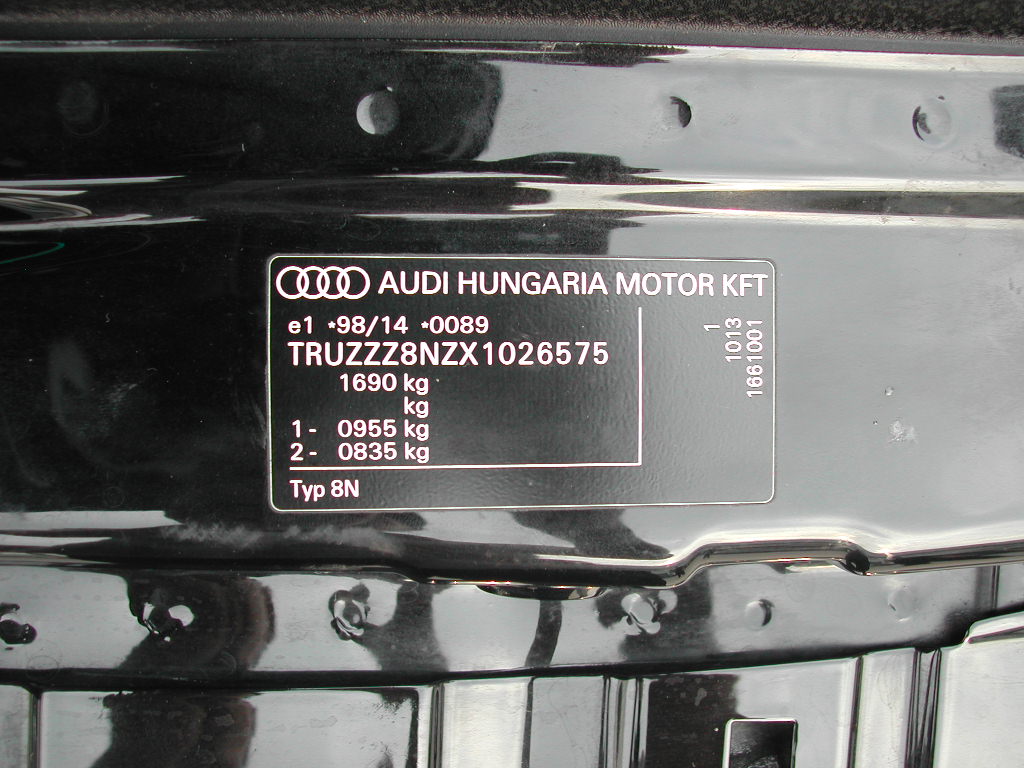 AUDI HUNGARIA MOTOR KFT
e1 *98/14 *0089
TRUZZZ8NZX1026575
1690 kg
kg
1- 0955 kg
2- 0835 kg
Typ 8N
1
1013
1661001